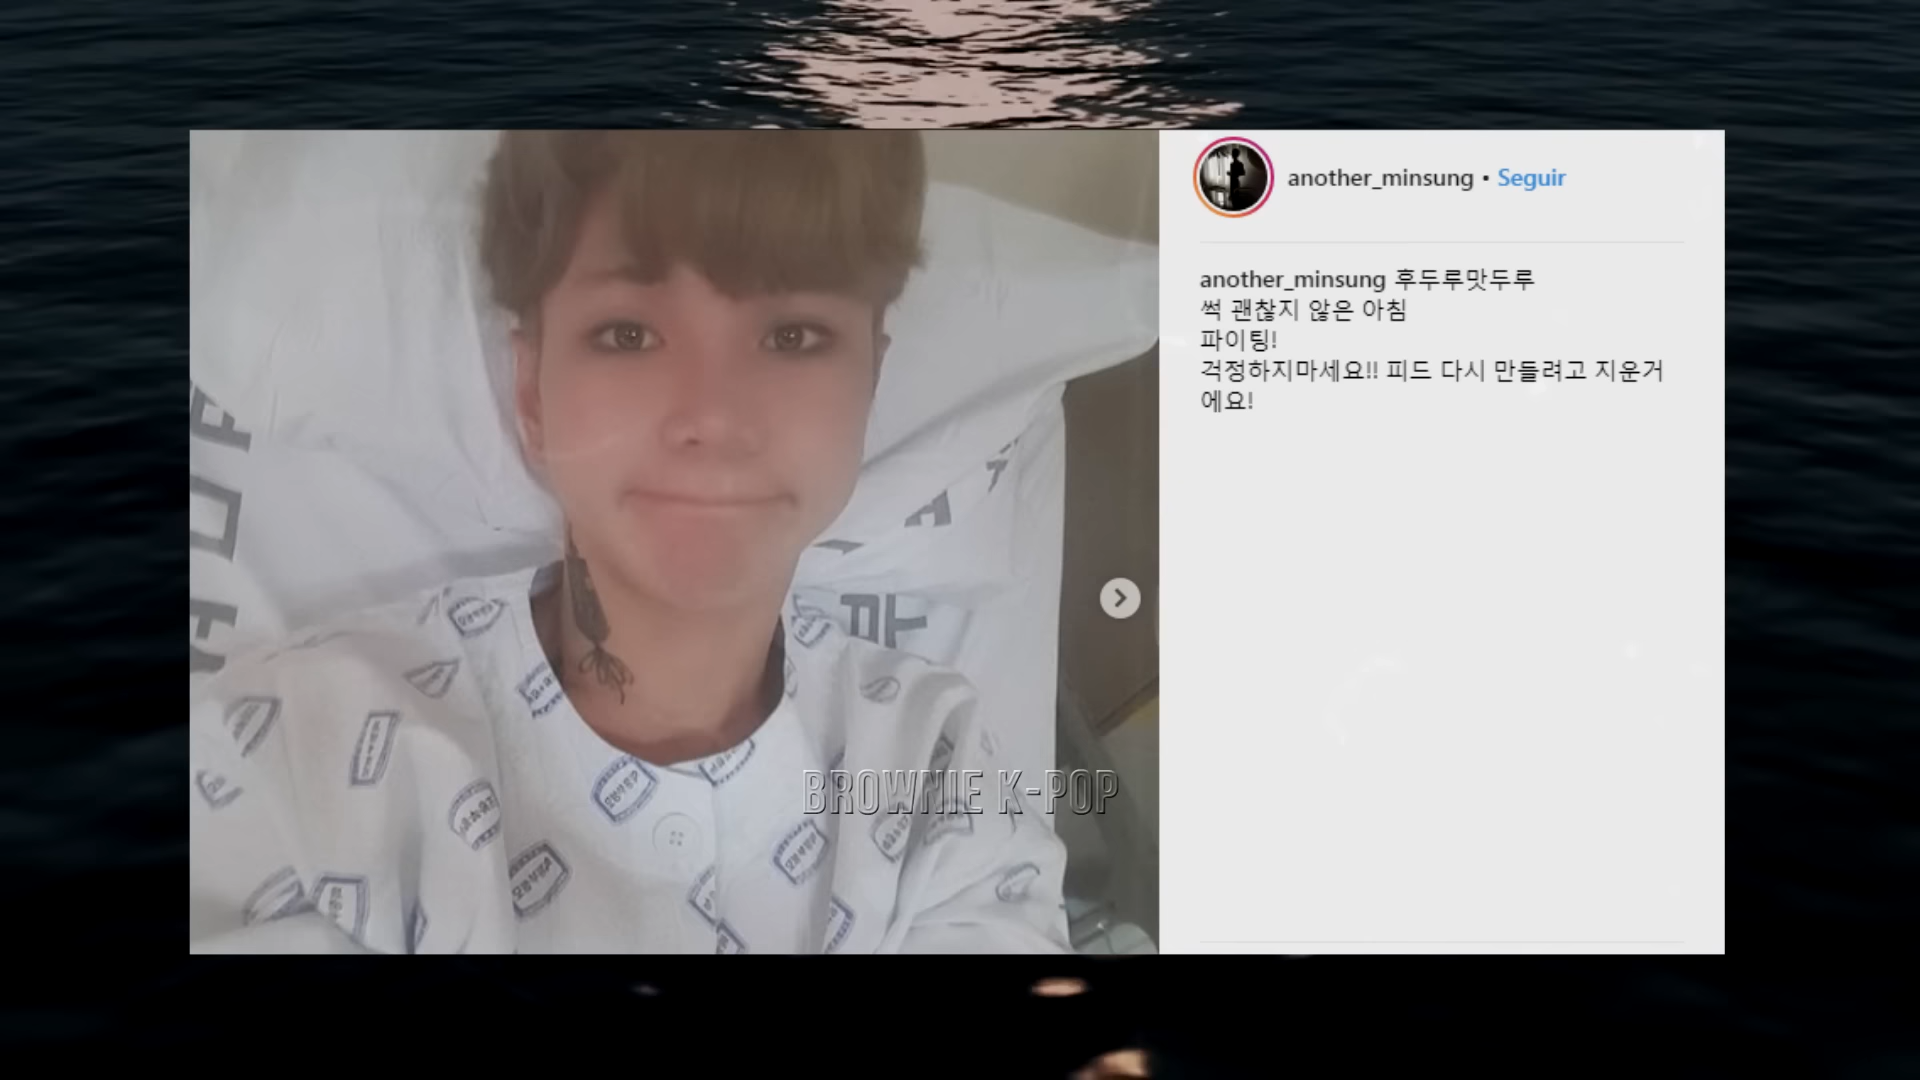 another_minsung • Seguir
another_minsung 후두루맛두루
썩 괜찮지 않은 아침
파이팅!
걱정하지마세요!! 피드 다시 만들려고 지운거
에요!
BROWNIE K-POP